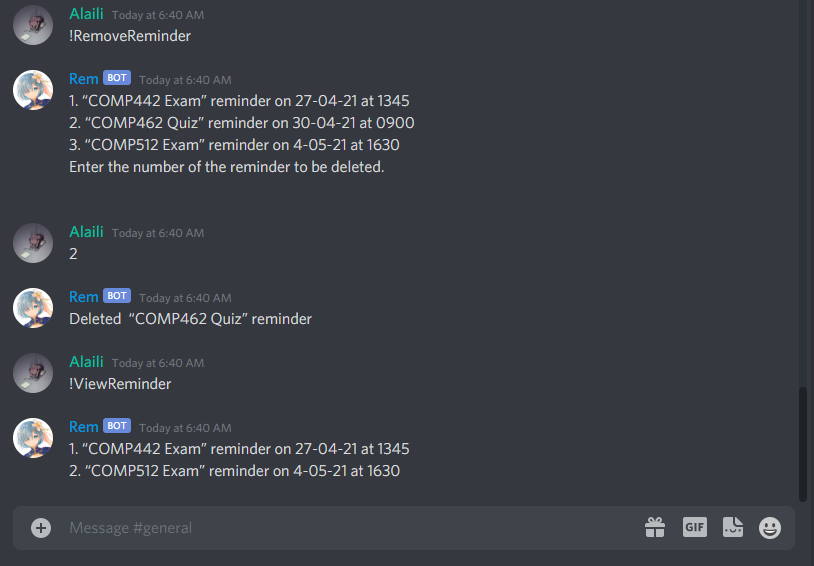 Alaili Today at 6:40 AM
!RemoveReminder
Rem BOT Today at 6:40 AM
1. “COMP442 Exam” reminder on 27-04-21 at 1345
2. “COMP462 Quiz” reminder on 30-04-21 at 0900
3. “COMP512 Exam” reminder on 4-05-21 at 1630
Enter the number of the reminder to be deleted.
Alaili Today at 6:40 AM
2
Rem BOT Today at 6:40 AM
Deleted  “COMP462 Quiz” reminder
Alaili Today at 6:40 AM
!ViewReminder
Rem BOT Today at 6:40 AM
1. “COMP442 Exam” reminder on 27-04-21 at 1345
2. “COMP512 Exam” reminder on 4-05-21 at 1630
Message #general
GIF